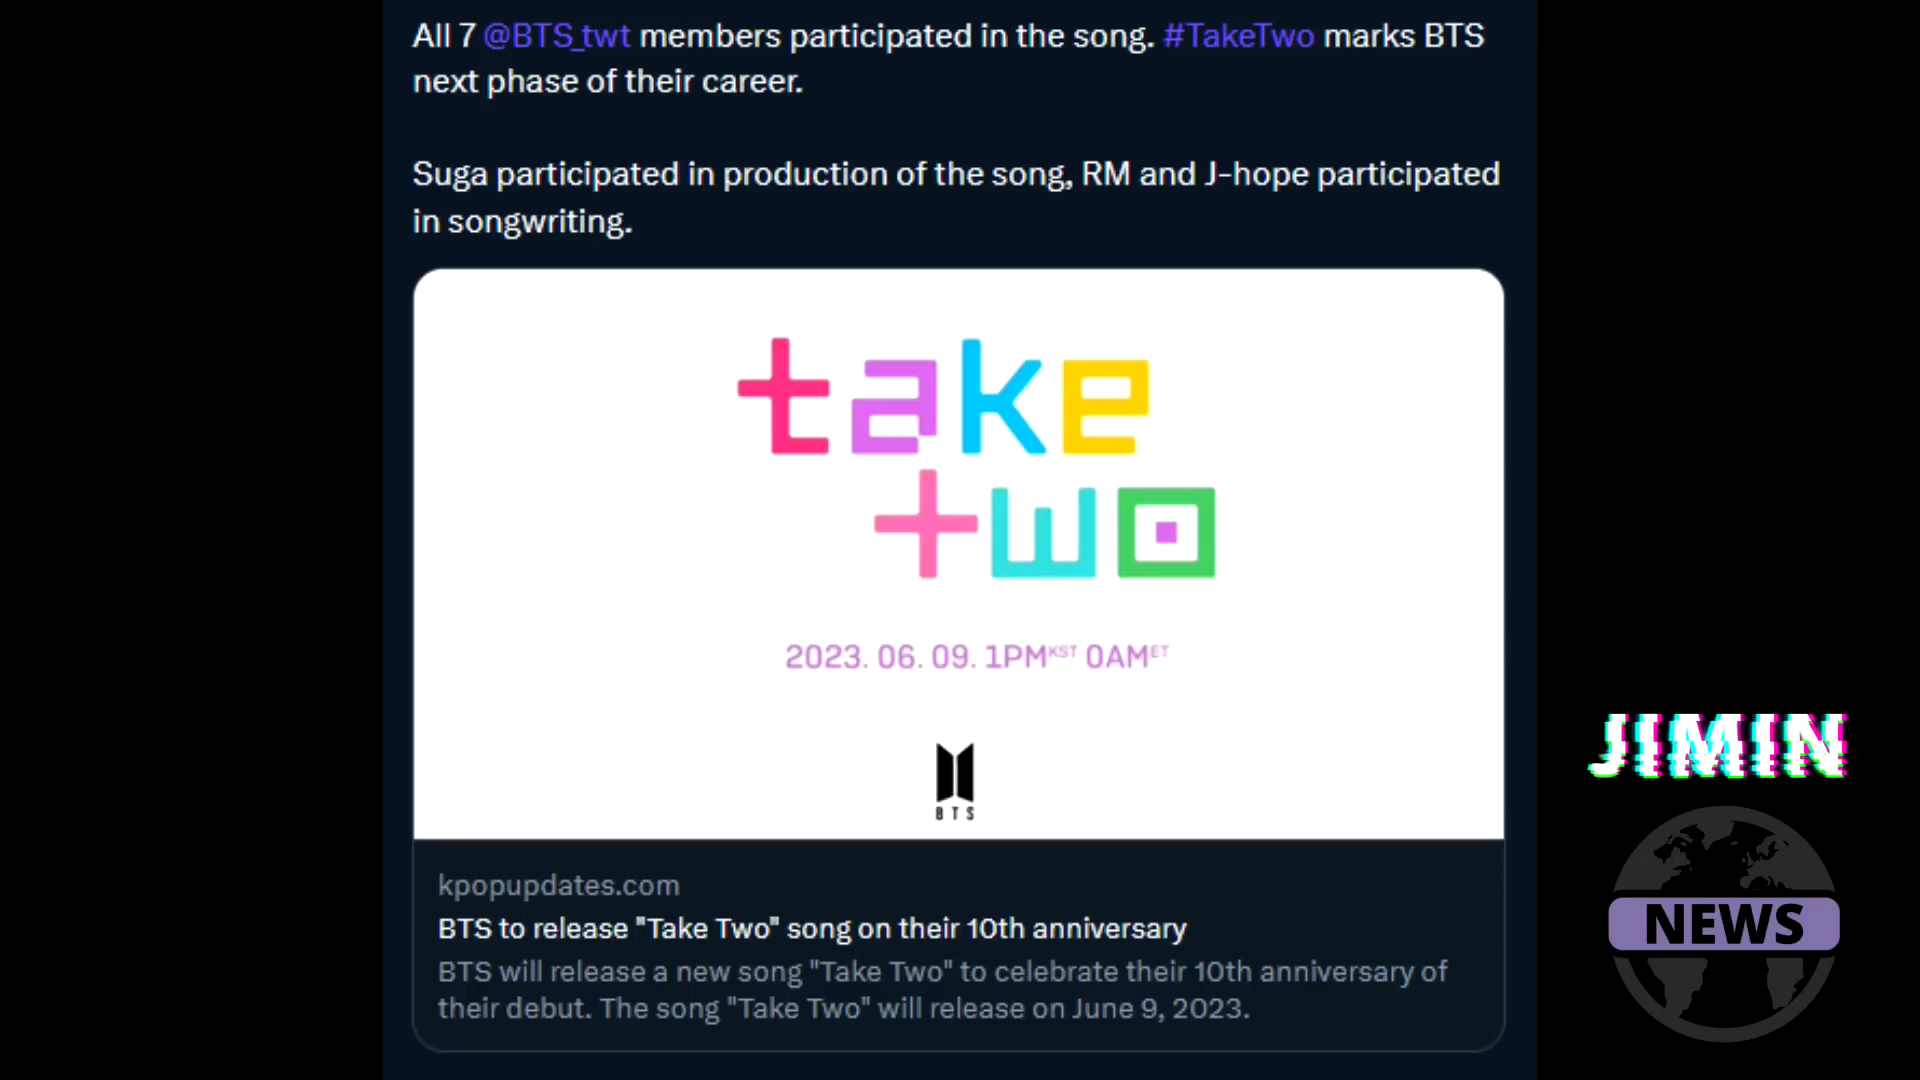 All 7 @BTS_twt members participated in the song. #TakeTwo marks BTS
next phase of their career.
Suga participated in production of the song, RM and J-hope participated
in songwriting.
take
two
2023. 06. 09. 1PMKST 0AMET
BTS
kpopupdates.com
BTS to release "Take Two" song on their 10th anniversary
BTS will release a new song "Take Two" to celebrate their 10th anniversary of
their debut. The song "Take Two" will release on June 9, 2023.
JIMIN
NEWS